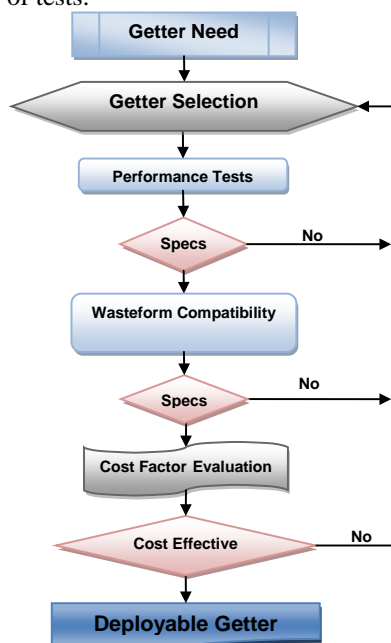 of tests.
Getter Need
Getter Selection
Performance Tests
Specs
No
Wasteform Compatibility
No
Specs
Cost Factor Evaluation
Cost Effective
No
Deployable Getter